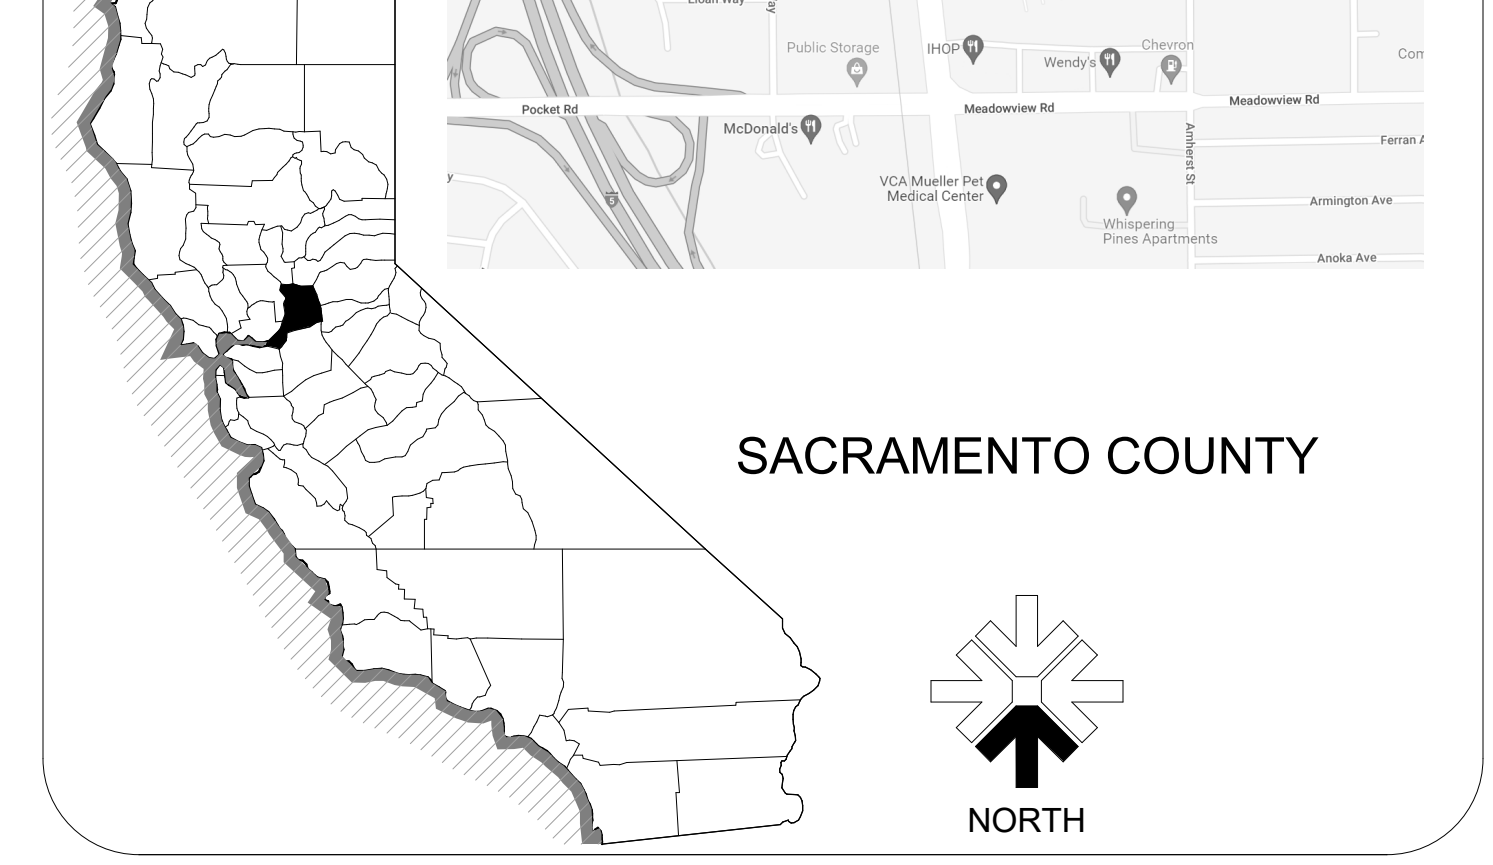 Public Storage
IHOP
Chevron
Wendy's
Pocket Rd
Meadowview Rd
Meadowview Rd
McDonald's
Amherst St
VCA Mueller Pet
Medical Center
5
Armington Ave
Whispering
Pines Apartments
Anoka Ave
SACRAMENTO COUNTY
NORTH